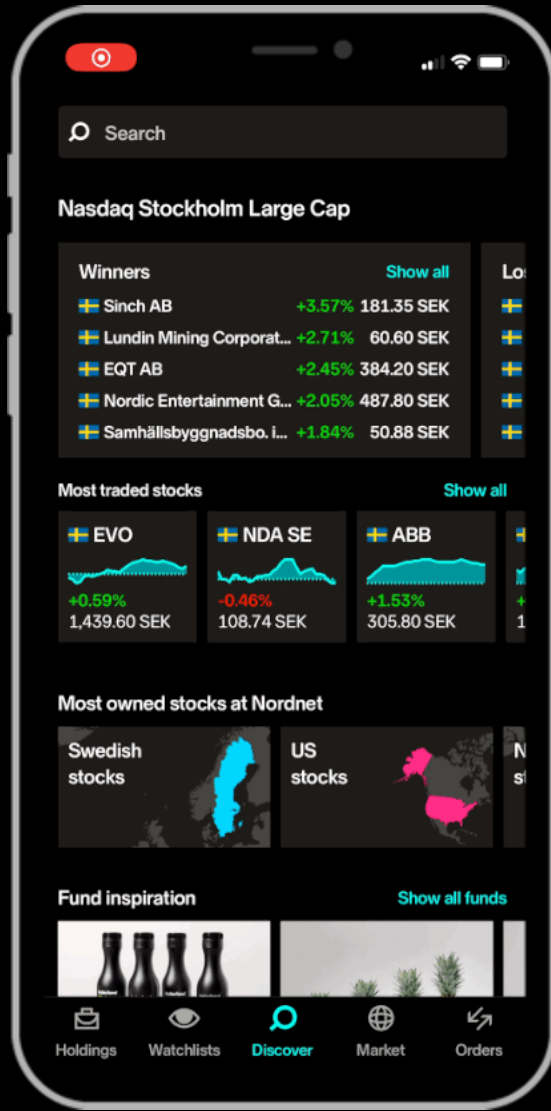 Search
Nasdaq Stockholm Large Cap
Winners Show all
Sinch AB +3.57% 181.35 SEK
Lundin Mining Corporat... +2.71% 60.60 SEK
EQT AB +2.45% 384.20 SEK
Nordic Entertainment G... +2.05% 487.80 SEK
Samhällsbyggnadsbo. i... +1.84% 50.88 SEK
Most traded stocks Show all
EVO
+0.59%
1,439.60 SEK
NDA SE
-0.46%
108.74 SEK
ABB
+1.53%
305.80 SEK
Most owned stocks at Nordnet
Swedish
stocks
US
stocks
Fund inspiration Show all funds
Holdings Watchlists Discover Market Orders